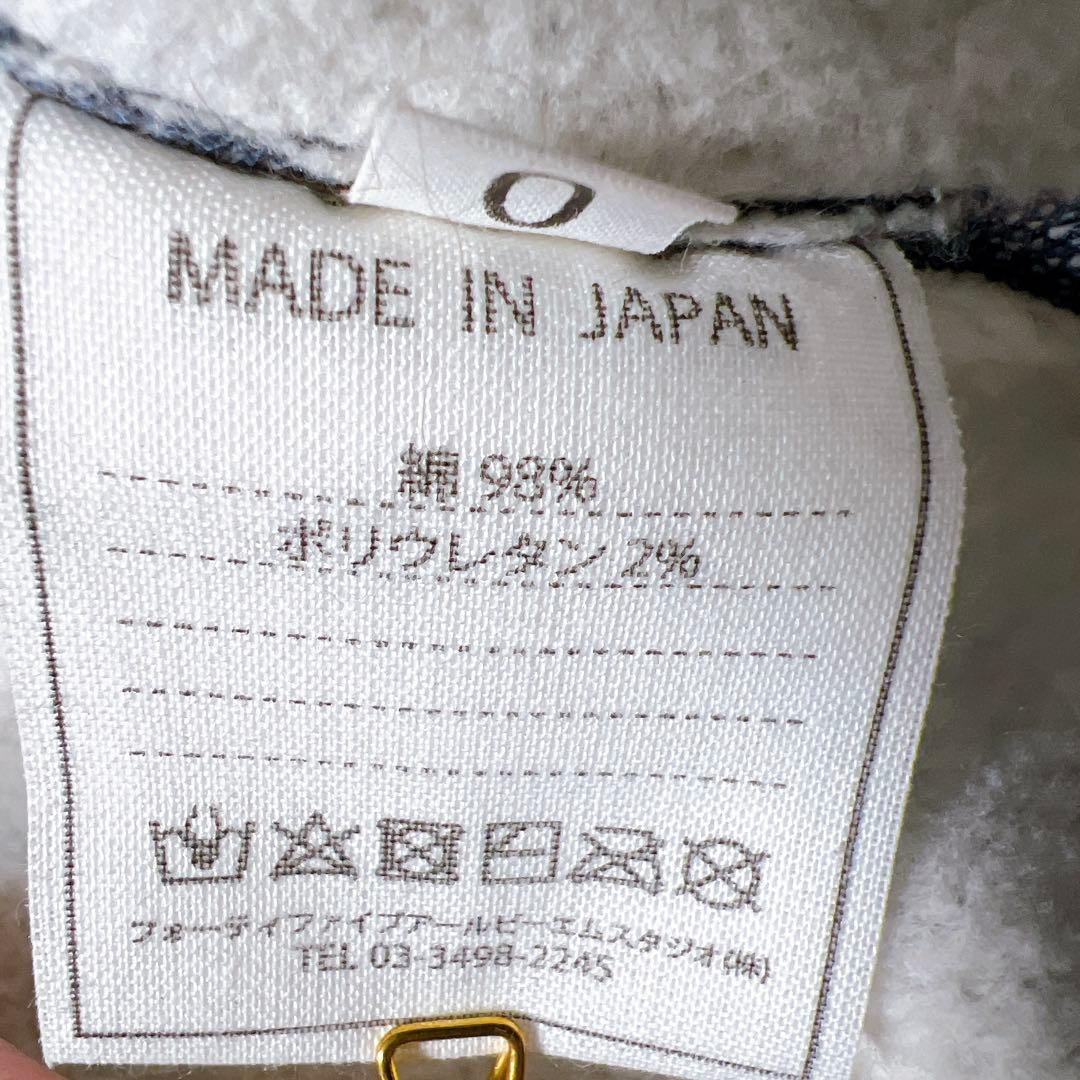 0
MADE IN JAPAN
綿 98%
ポリウレタン 2%
フォーティファイブアールピーエムスタジオ(株)
TEL 03-3498-2245